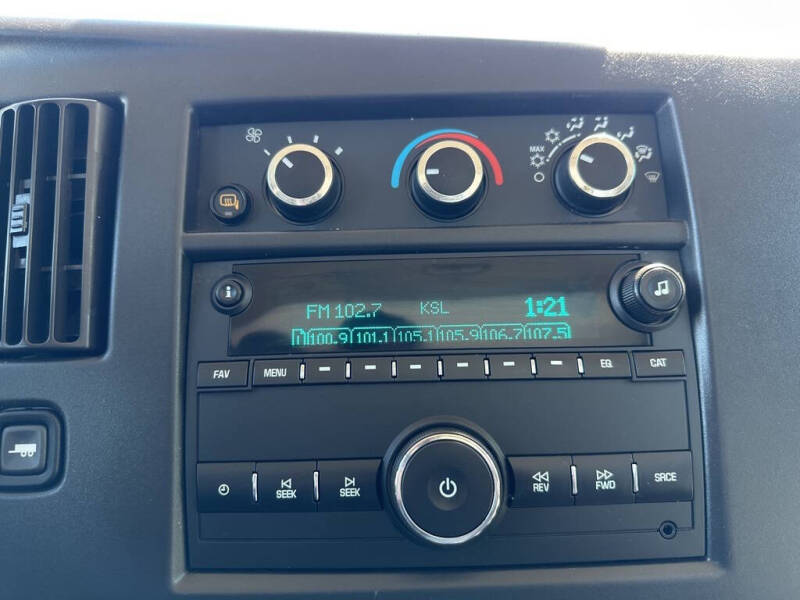 MAX
i
FM 102.7 KSL 1:21
1 100.9 101.1 105.1 105.9 106.7 107.5
FAV MENU EQ CAT
SEEK SEEK REV FWD SRCE